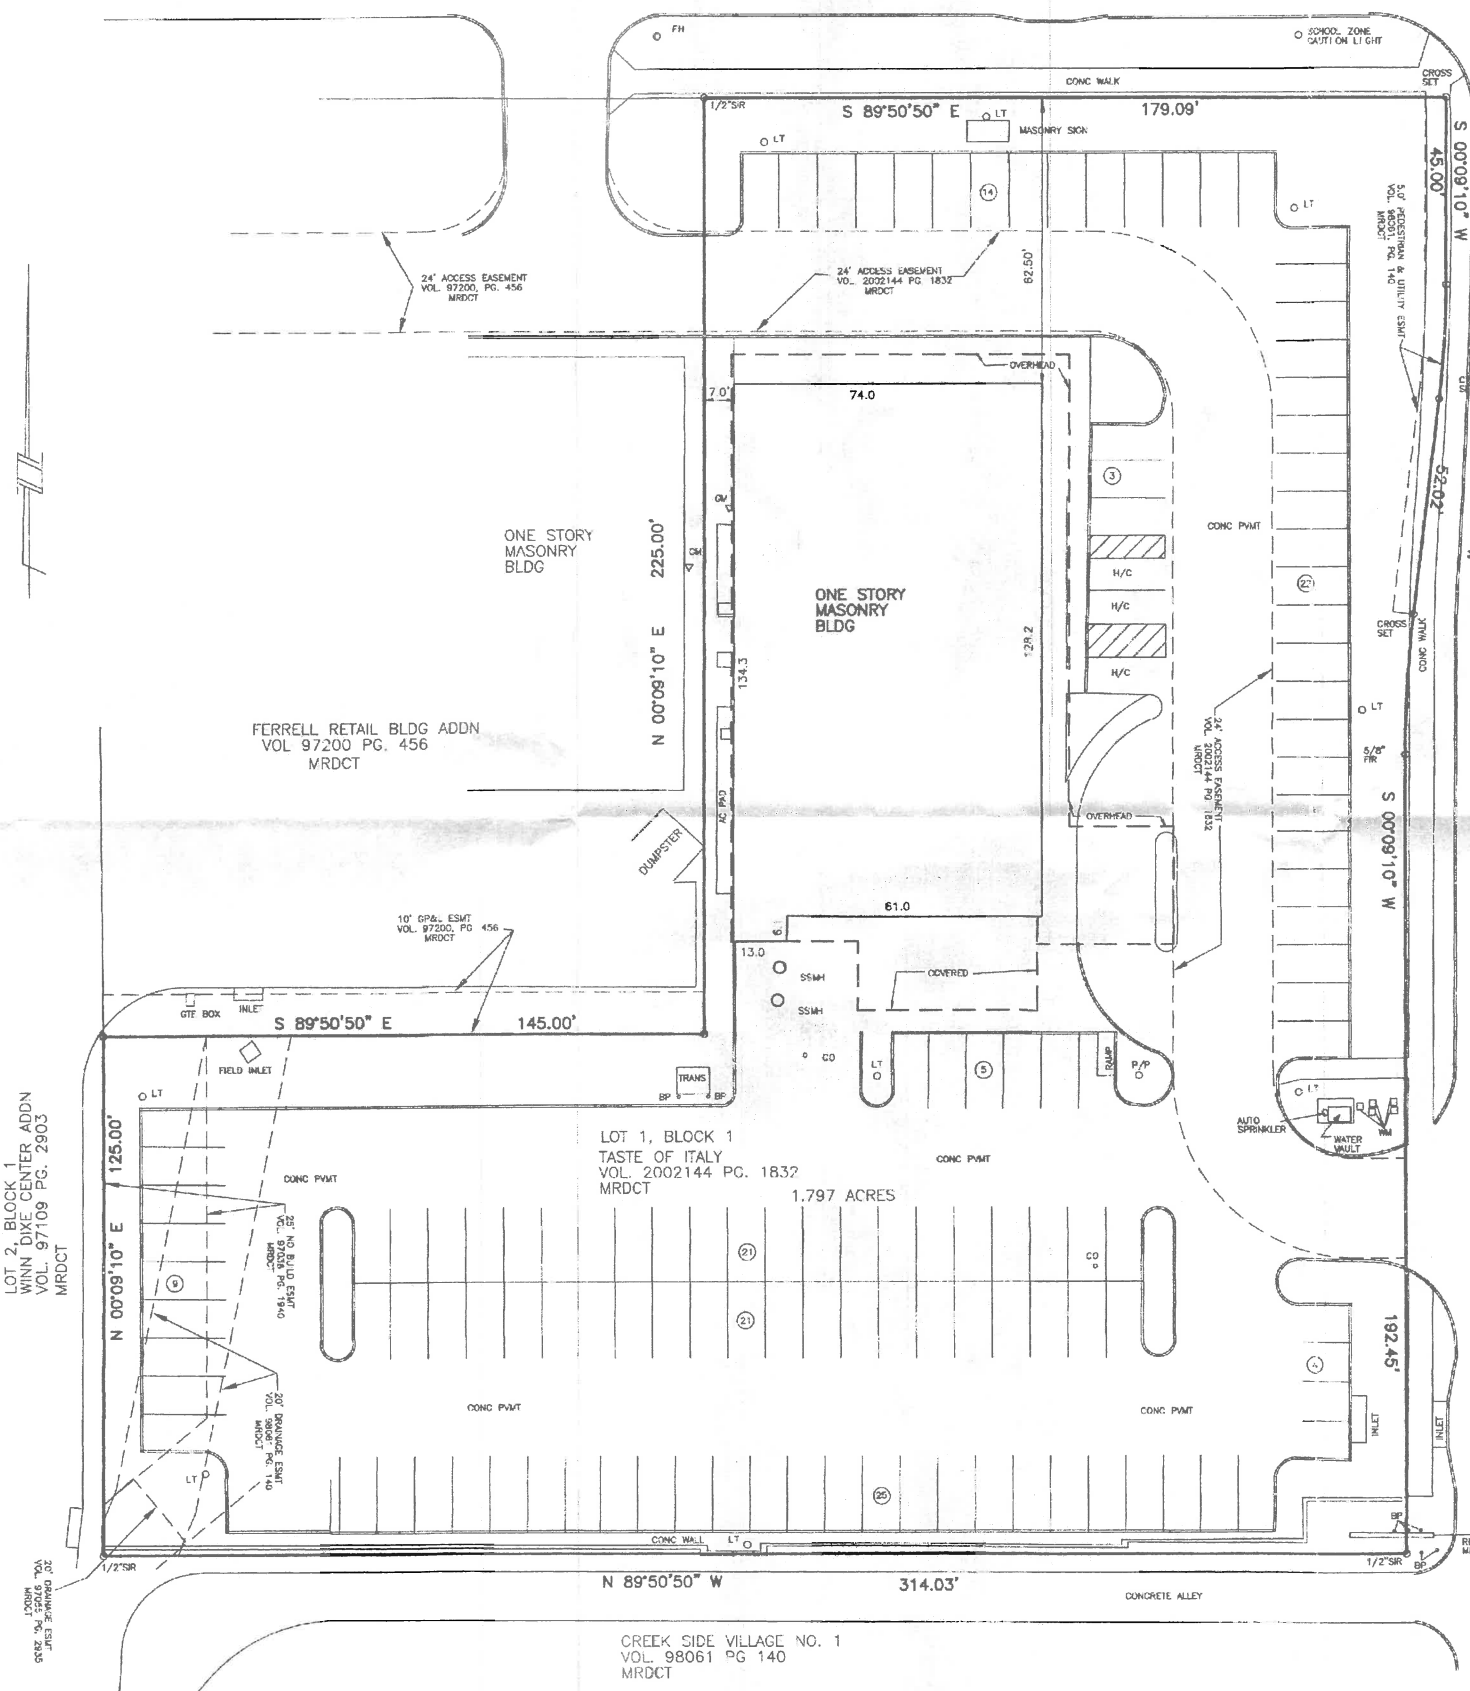 FH
SCHOOL ZONE
CAUTION LIGHT
CONC WALK
CROSS
SET
1/2"SIR
S 89°50'50" E
179.09'
LT
MASONRY SIGN
LT
S 00°09'10" W
45.00'
14
LT
5.0' PEDESTRIAN & UTILITY ESMT
VOL. 98061, PG. 140
MRDCT
24' ACCESS EASEMENT
VOL. 97200, PG. 456
MRDCT
24' ACCESS EASEMENT
VOL. 2002144 PG 1832
MRDCT
62.50'
OVERHEAD
7.0'
74.0
3
52.02'
GM
CONC PVMT
ONE STORY
MASONRY
BLDG
225.00'
GM
H/C
H/C
H/C
ONE STORY
MASONRY
BLDG
CROSS
SET
CONC WALK
N 00°09'10" E
134.3
128.2
LT
24' ACCESS EASEMENT
VOL. 2002144 PG 1832
MRDCT
5/8"
FIR
FERRELL RETAIL BLDG ADDN
VOL 97200 PG. 456
MRDCT
AC PAD
OVERHEAD
S 00°09'10" W
DUMPSTER
10' GP&L ESMT
VOL. 97200, PG 456
MRDCT
61.0
6.1
13.0
SSMH
COVERED
SSMH
GTE BOX
INLET
S 89°50'50" E
145.00'
FIELD INLET
CO
LT
5
RAMP
P/P
LT
TRANS
BP
BP
LT
AUTO
SPRINKLER
WATER
VAULT
WM
LOT 2, BLOCK 1
WINN DIXE CENTER ADDN
VOL. 97109 PG. 2903
MRDCT
125.00'
N 00°09'10" E
LOT 1, BLOCK 1
TASTE OF ITALY
VOL. 2002144 PG. 1832
MRDCT
1.797 ACRES
CONC PVMT
CONC PVMT
25' NO BUILD ESMT
VOL. 97038 PG. 1940
MRDCT
9
21
CO
21
192.45'
4
20' DRAINAGE ESMT
VOL. 98061 PG. 140
MRDCT
CONC PVMT
CONC PVMT
INLET
INLET
LT
25
CONC WALL
LT
BP
1/2"SIR
1/2"SIR
BP
20' DRAINAGE ESMT
MRDCT
N 89°50'50" W
314.03'
CONCRETE ALLEY
CREEK SIDE VILLAGE NO. 1
VOL. 98061 PG 140
MRDCT